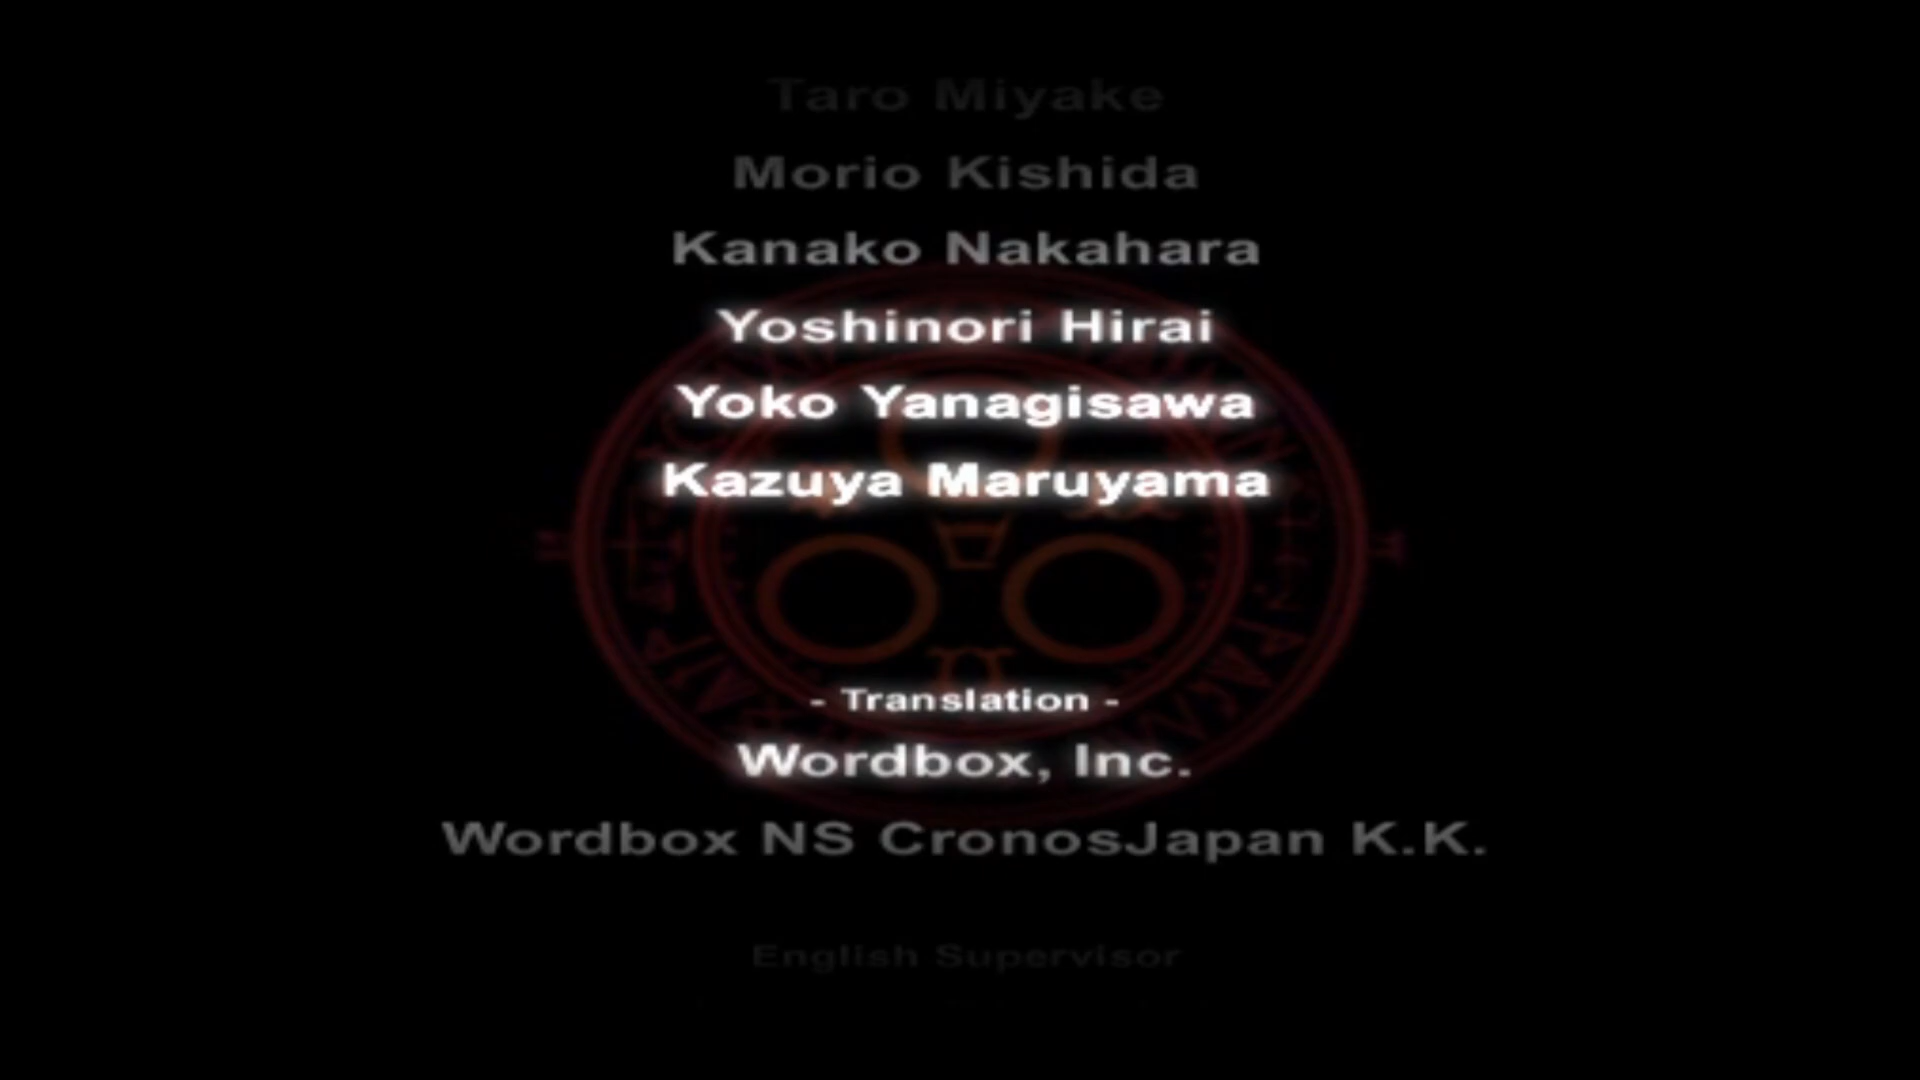 Taro Miyake
Morio Kishida
Kanako Nakahara
Yoshinori Hirai
Yoko Yanagisawa
Kazuya Maruyama
- Translation -
Wordbox, Inc.
Wordbox NS CronosJapan K.K.
English Supervisor